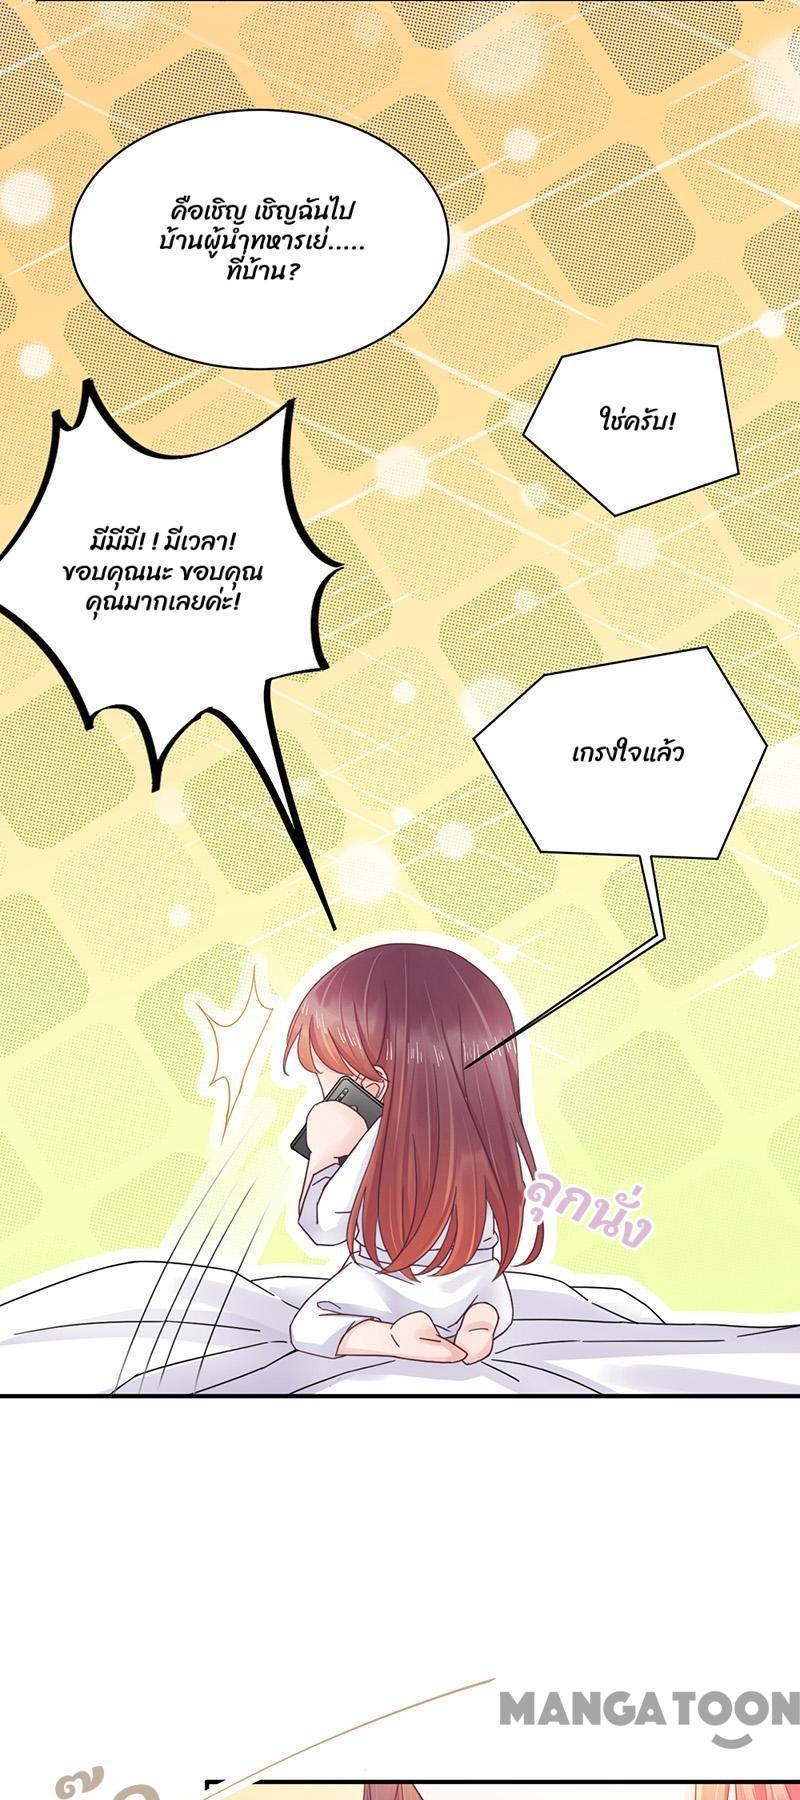 คือเชิญ เชิญฉันไป
บ้านผู้นำทหารเย่.....
ที่บ้าน?
ใช่ครับ!
มีมีมี! ! มีเวลา!
ขอบคุณนะ ขอบคุณ
คุณมากเลยค่ะ!
เกรงใจแล้ว
ลุกนั่ง
MANGATOON